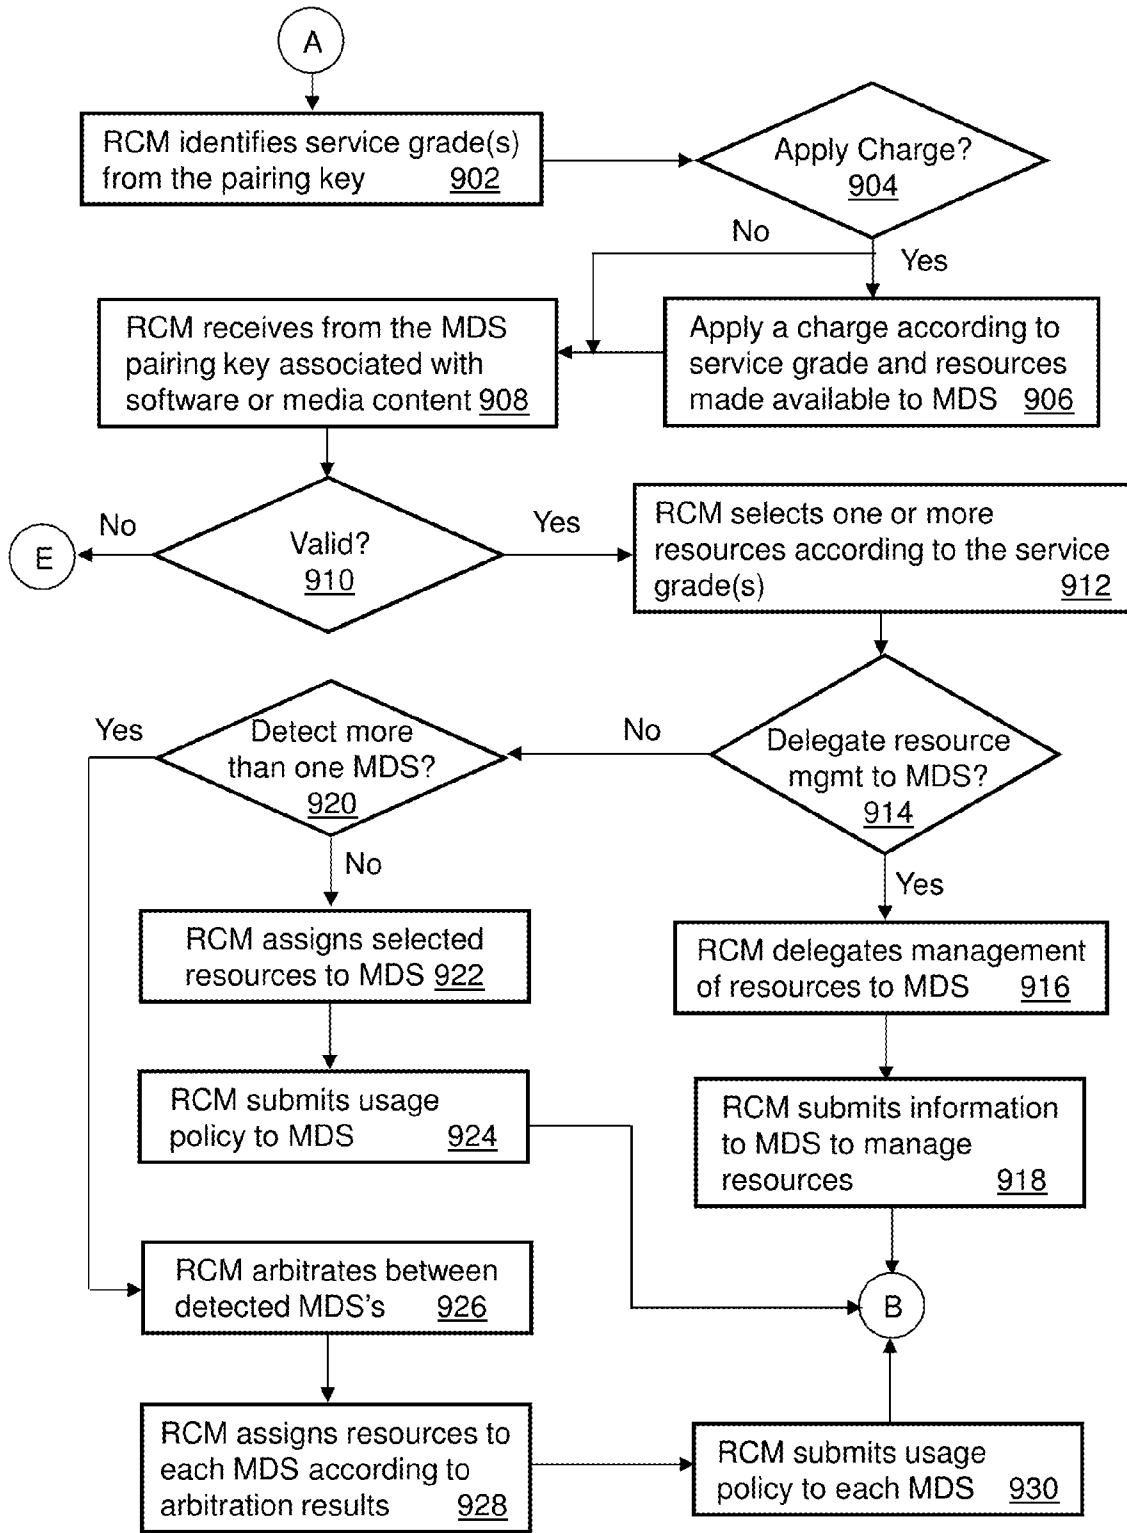 A
RCM identifies service grade(s)
from the pairing key 902
Apply Charge?
904
No
Yes
RCM receives from the MDS
pairing key associated with
software or media content 908
Apply a charge according to
service grade and resources
made available to MDS 906
No
E
Valid?
910
Yes
RCM selects one or more
resources according to the service
grade(s) 912
Yes
Detect more
than one MDS?
920
No
Delegate resource
mgmt to MDS?
914
No
Yes
RCM assigns selected
resources to MDS 922
RCM delegates management
of resources to MDS 916
RCM submits usage
policy to MDS 924
RCM submits information
to MDS to manage
resources 918
RCM arbitrates between
detected MDS's 926
B
RCM assigns resources to
each MDS according to
arbitration results 928
RCM submits usage
policy to each MDS 930